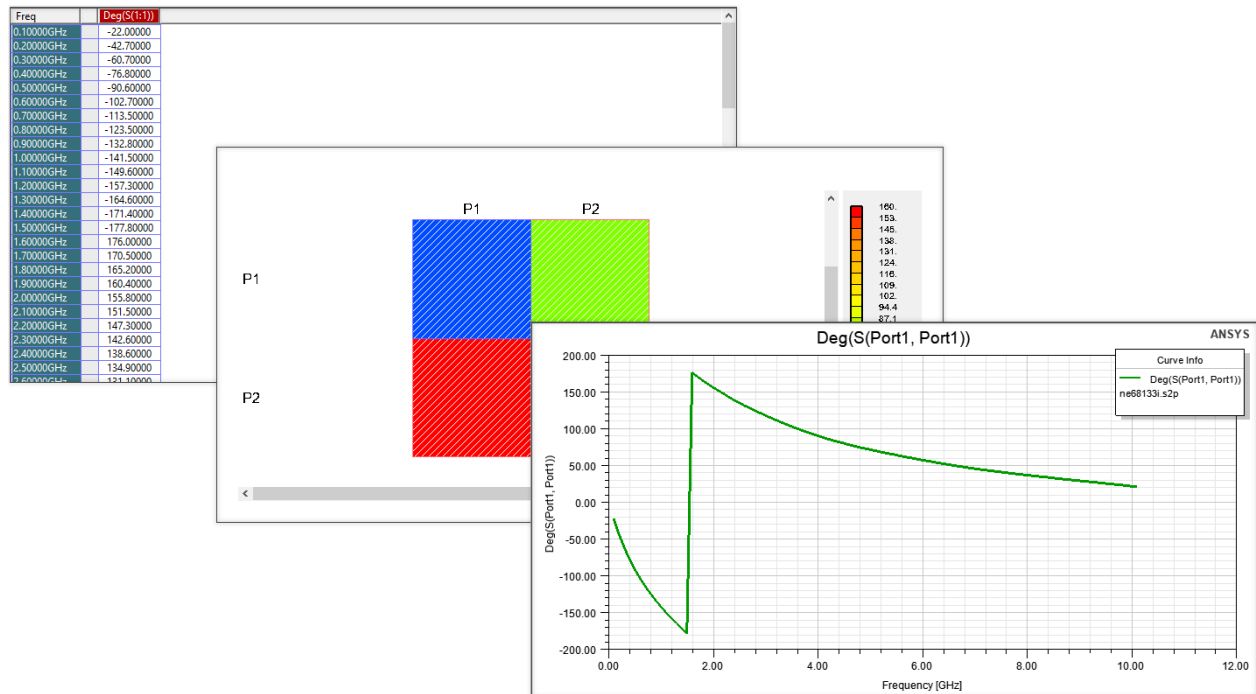 Freq Deg(S(1:1))
0.10000GHz -22.00000
0.20000GHz -42.70000
0.30000GHz -60.70000
0.40000GHz -76.80000
0.50000GHz -90.60000
0.60000GHz -102.70000
0.70000GHz -113.50000
0.80000GHz -123.50000
0.90000GHz -132.80000
1.00000GHz -141.50000
1.10000GHz -149.60000
1.20000GHz -157.30000
1.30000GHz -164.60000
1.40000GHz -171.40000
1.50000GHz -177.80000
1.60000GHz 176.00000
1.70000GHz 170.50000
1.80000GHz 165.20000
1.90000GHz 160.40000
2.00000GHz 155.80000
2.10000GHz 151.50000
2.20000GHz 147.30000
2.30000GHz 142.60000
2.40000GHz 138.60000
2.50000GHz 134.90000
2.60000GHz 131.10000
P1 P2
P1
P2
160.
153.
145.
138.
131.
124.
116.
109.
102.
94.4
87.1
Deg(S(Port1, Port1))
ANSYS
Curve Info
Deg(S(Port1, Port1))
ne68133i.s2p
Deg(S(Port1, Port1))
200.00
150.00
100.00
50.00
0.00
-50.00
-100.00
-150.00
-200.00
0.00 2.00 4.00 6.00 8.00 10.00 12.00
Frequency [GHz]